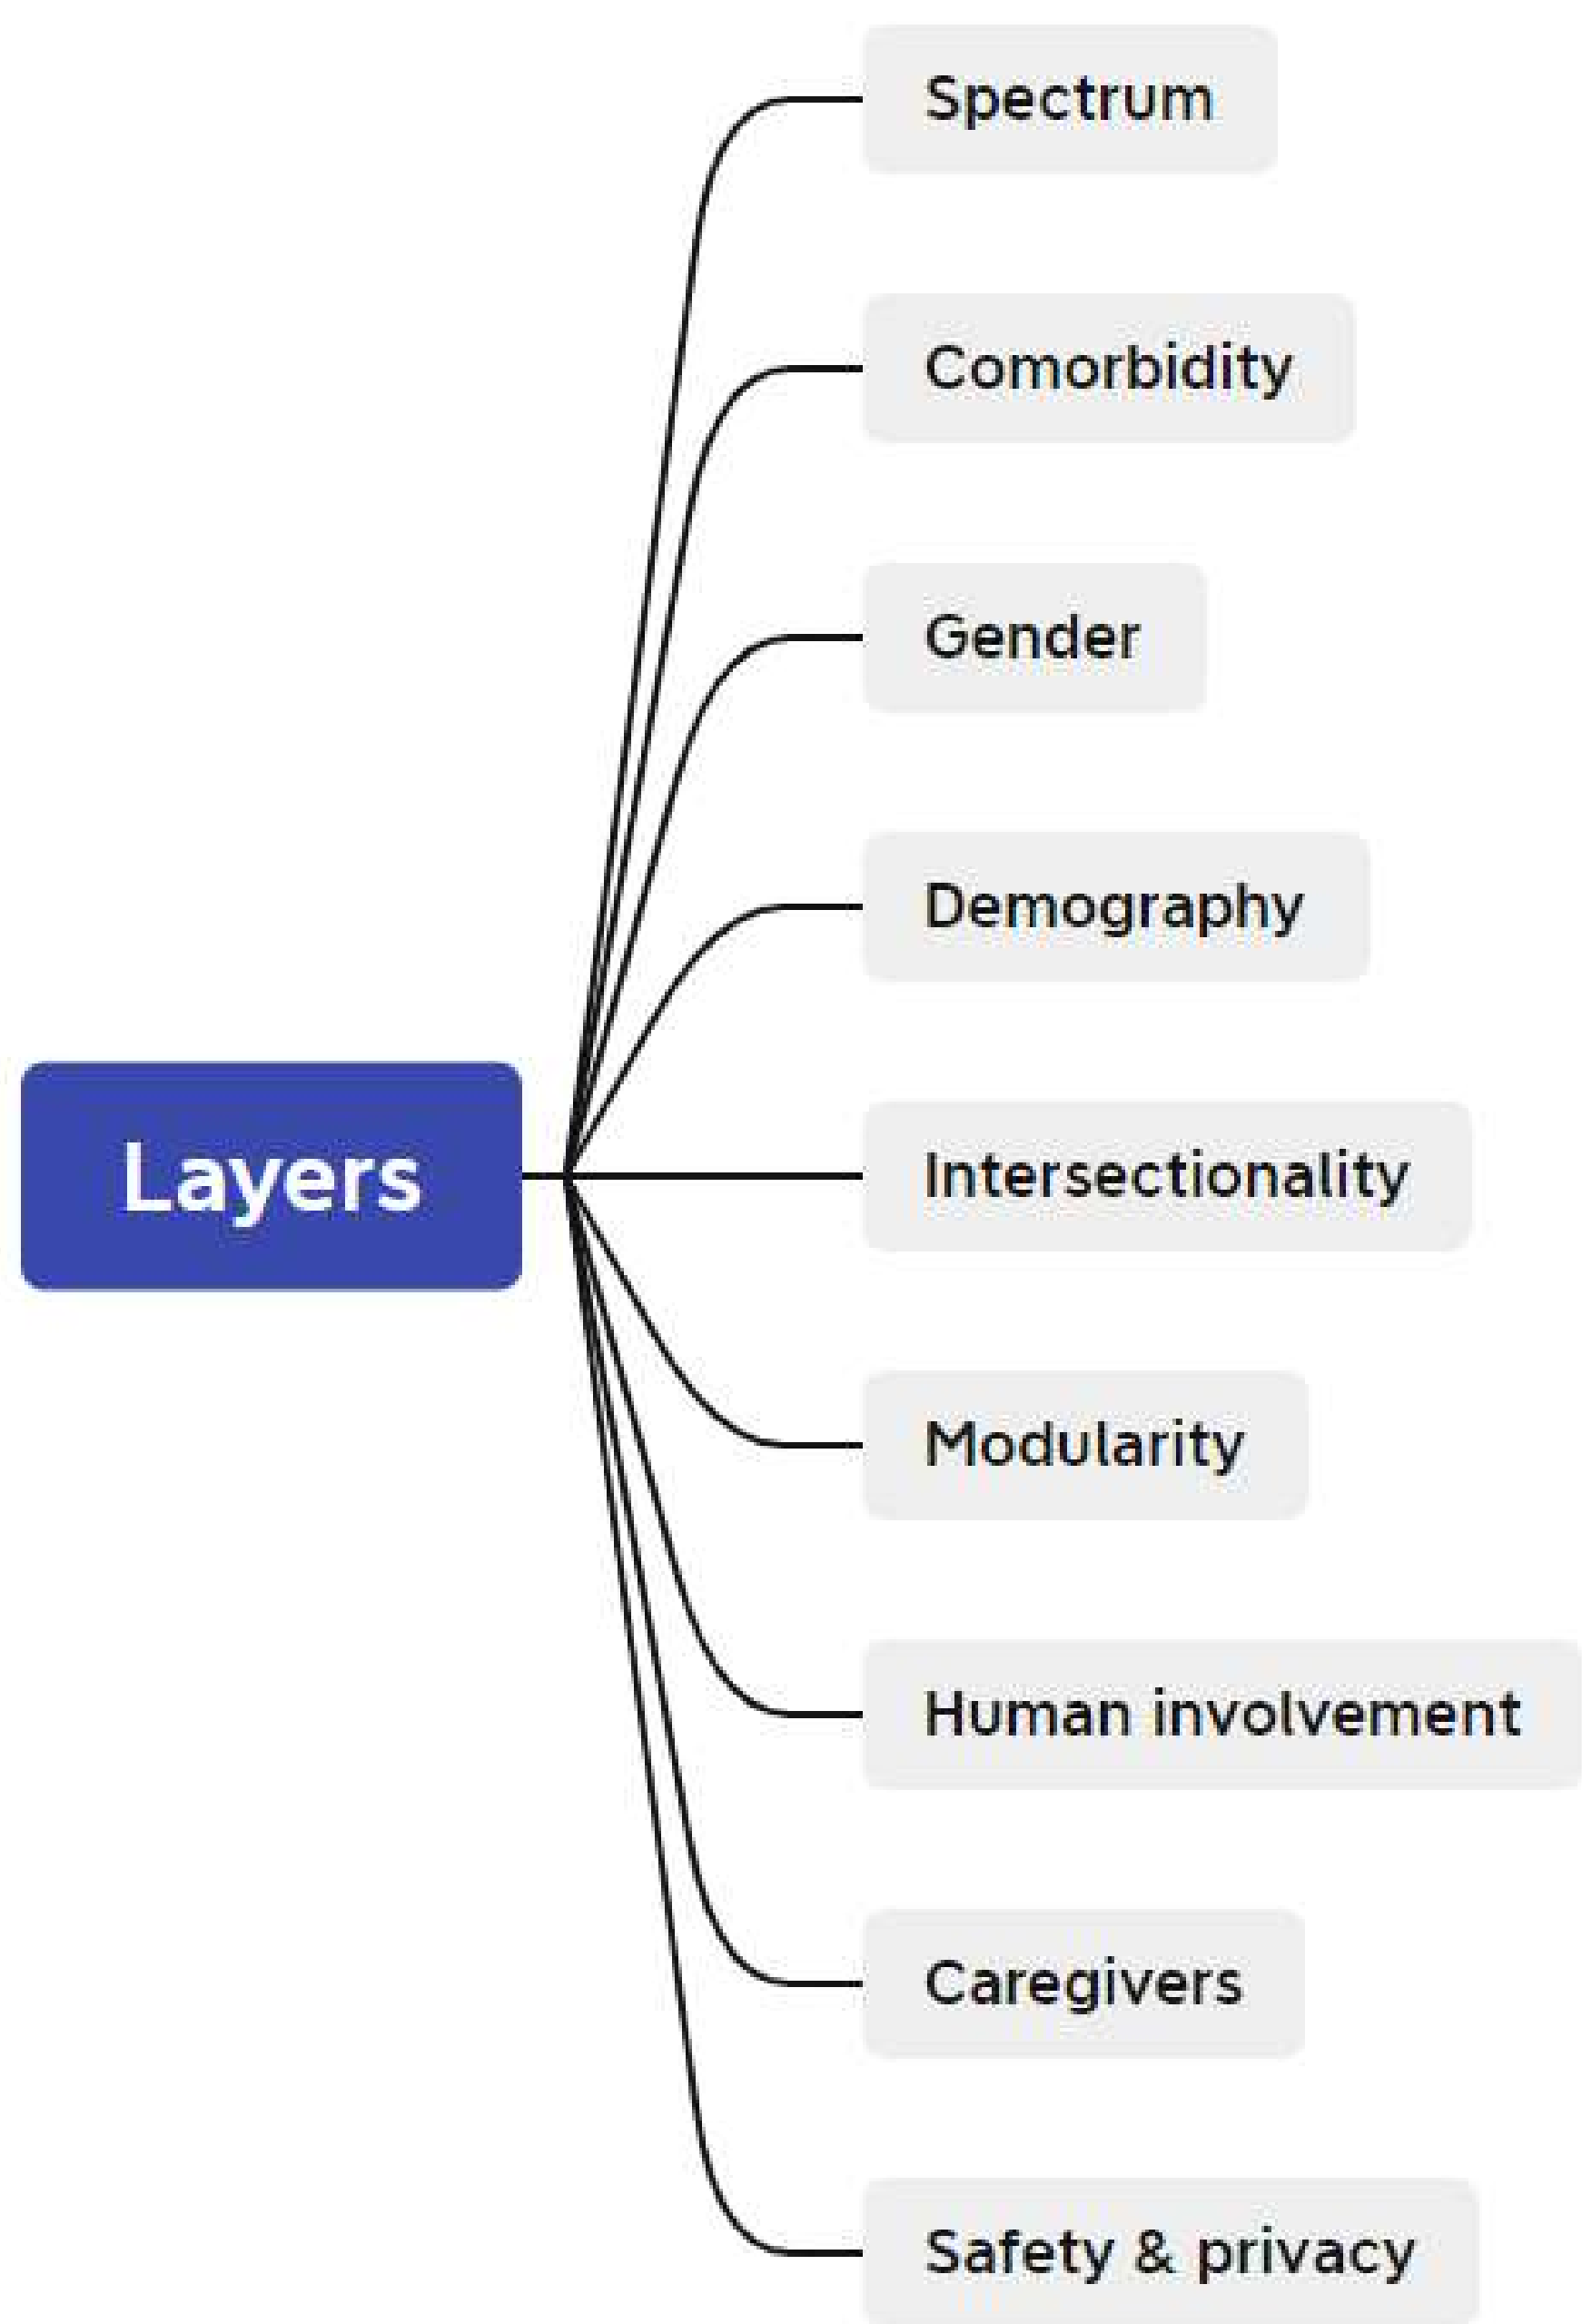 Spectrum
Comorbidity
Gender
Demography
Layers
Intersectionality
Modularity
Human involvement
Caregivers
Safety & privacy